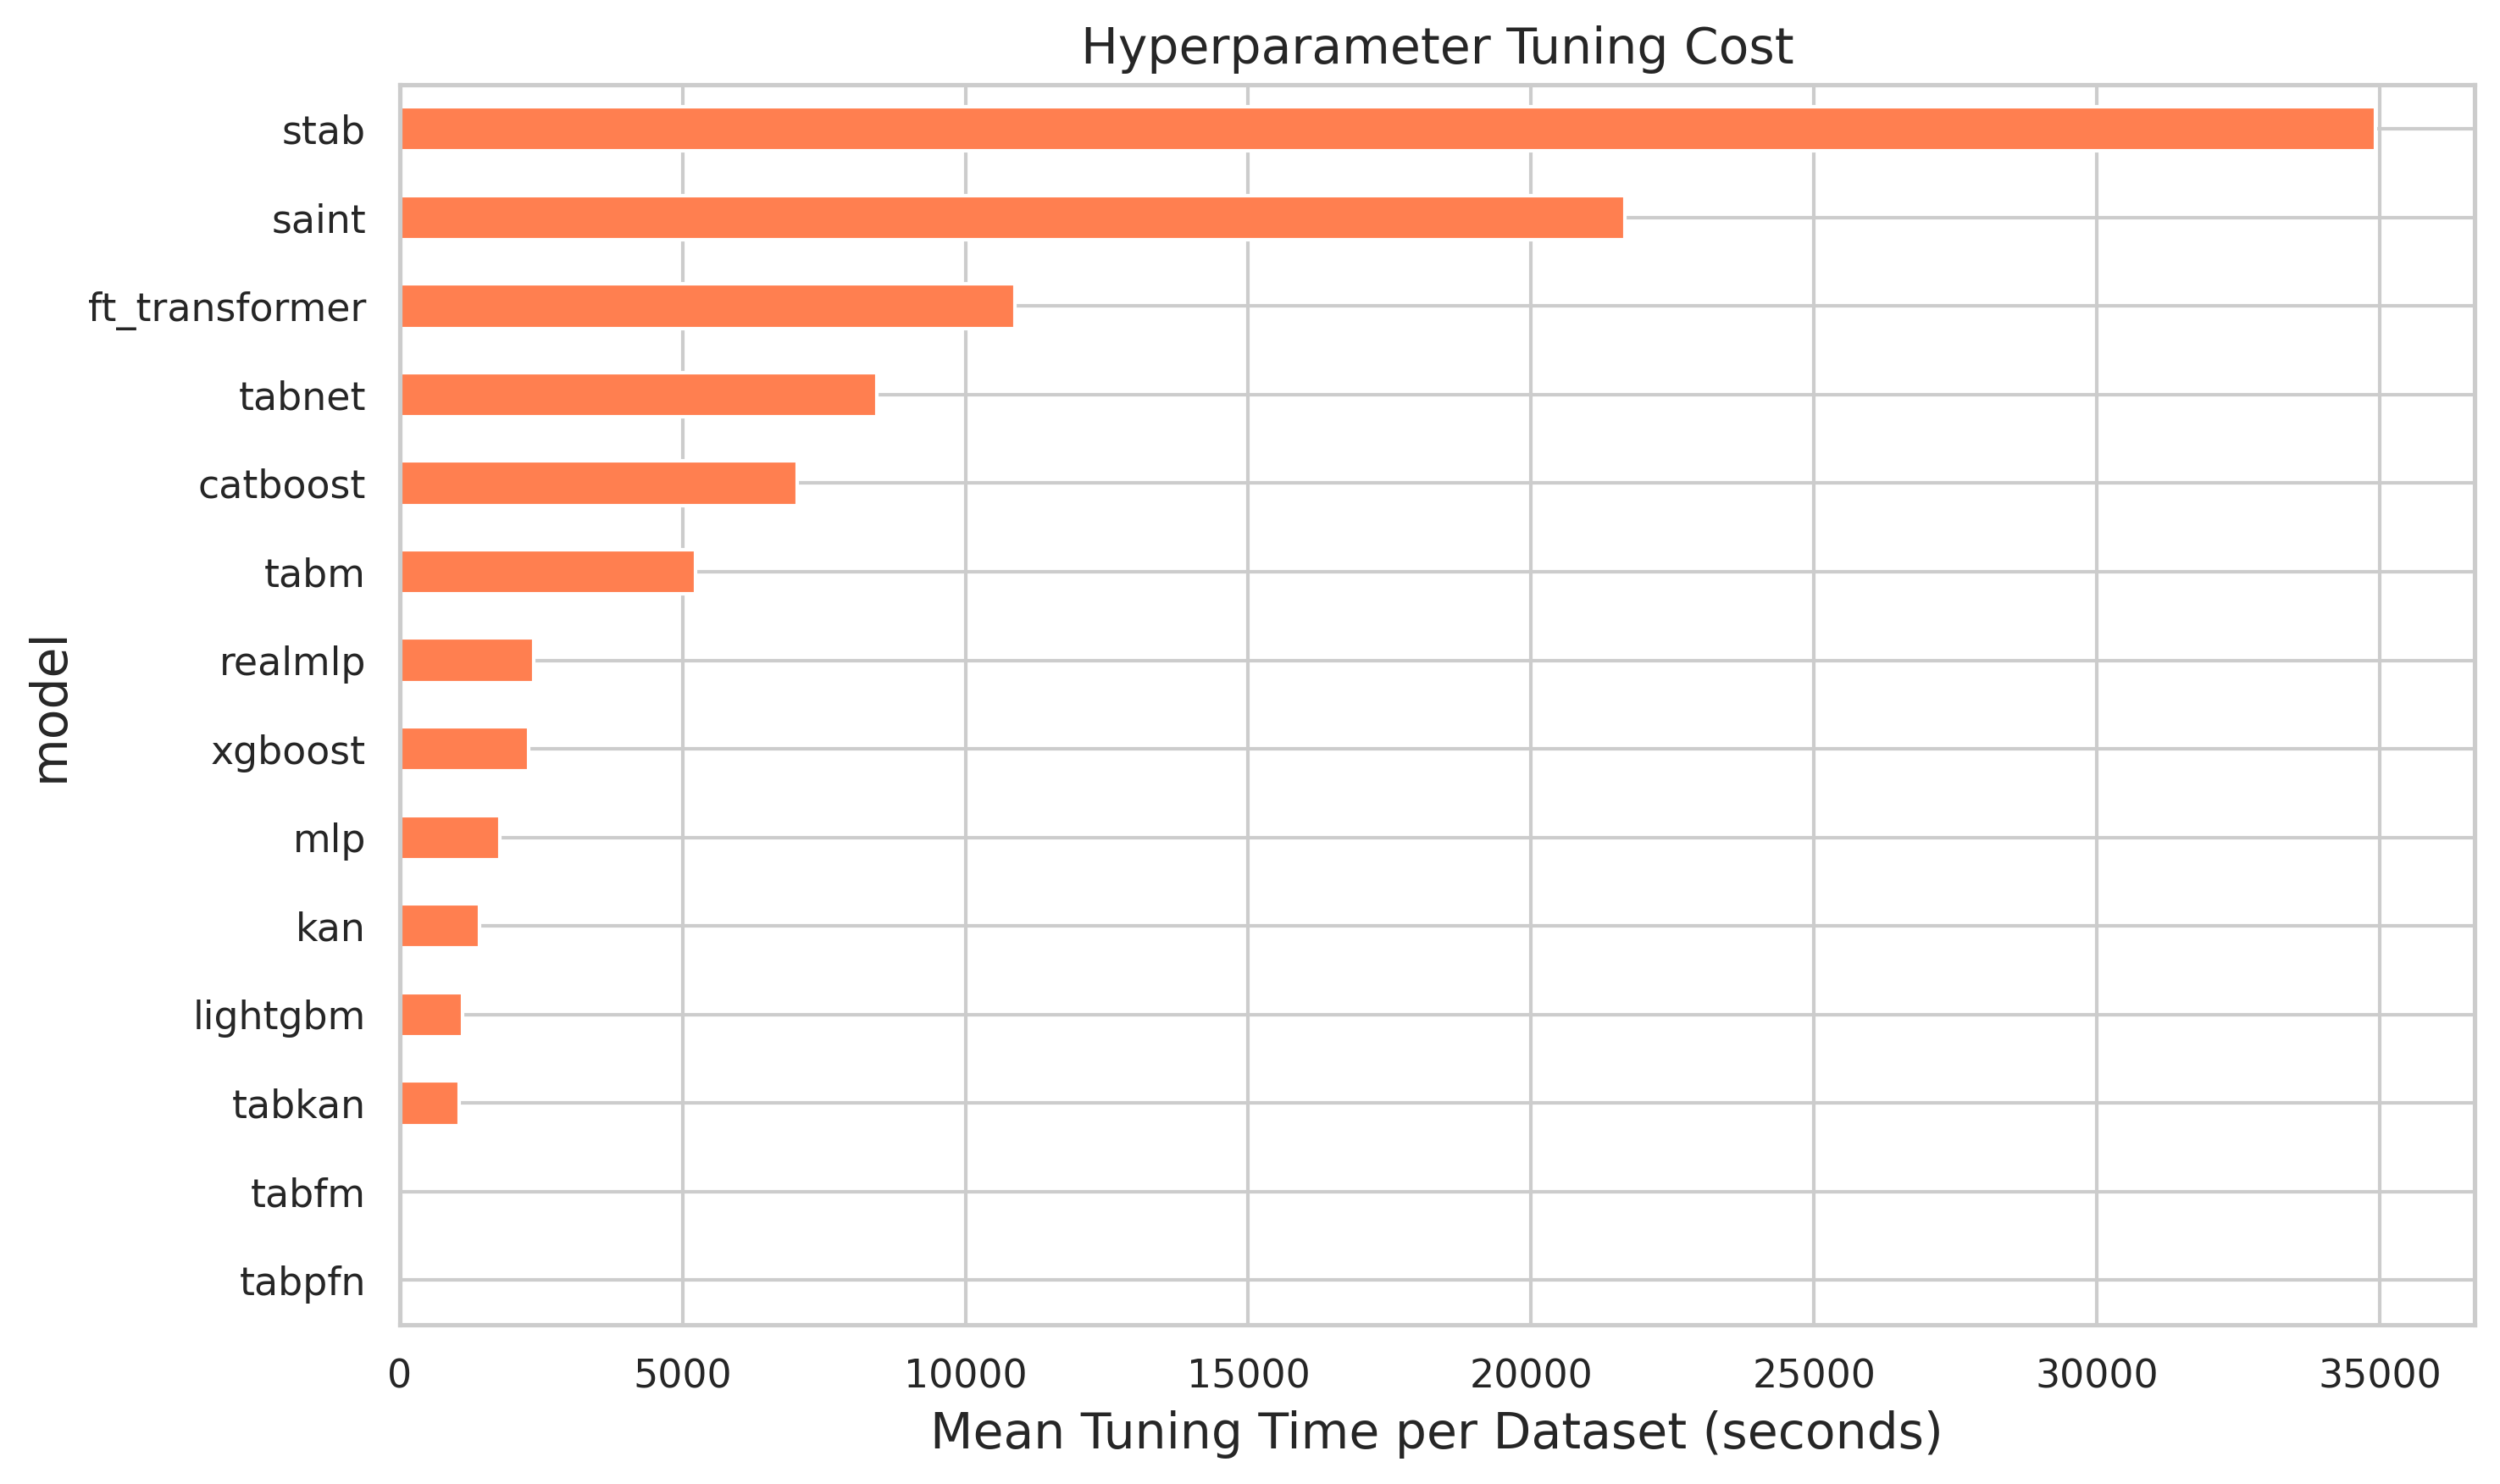 Hyperparameter Tuning Cost
model
stab
saint
ft_transformer
tabnet
catboost
tabm
realmlp
xgboost
mlp
kan
lightgbm
tabkan
tabfm
tabpfn
0 5000 10000 15000 20000 25000 30000 35000
Mean Tuning Time per Dataset (seconds)